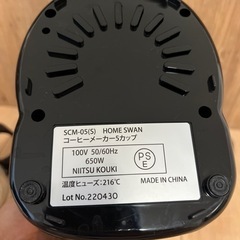 SCM-05(S) HOME SWAN
コーヒーメーカー5カップ
100V 50/60Hz
650W
NIITSU KOUKI
PSE
温度ヒューズ：216℃
MADE IN CHINA
Lot No.220430